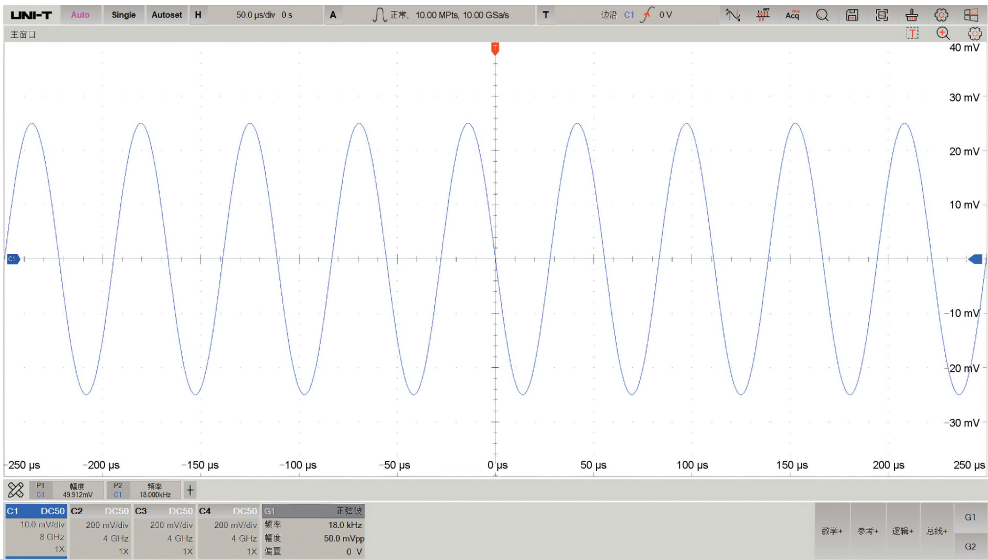 UNI-T Auto Single Autoset H 50.0 μs/div 0 s A 正常, 10.00 MPts, 10.00 GSa/s T 边沿 C1 0 V Acq
主窗口 T
T 40 mV
30 mV
20 mV
10 mV
C1
-10 mV
-20 mV
-30 mV
-250 μs -200 μs -150 μs -100 μs -50 μs 0 μs 50 μs 100 μs 150 μs 200 μs 250 μs
P1 幅度 P2 频率
C1 49.912mV C1 18.000kHz
C1 DC50 C2 DC50 C3 DC50 C4 DC50 G1 正弦波
10.0 mV/div 200 mV/div 200 mV/div 200 mV/div 频率 18.0 kHz
8 GHz 4 GHz 4 GHz 4 GHz 幅度 50.0 mVpp
1X 1X 1X 1X 偏置 0 V
数学+ 参考+ 逻辑+ 总线+ G1
G2